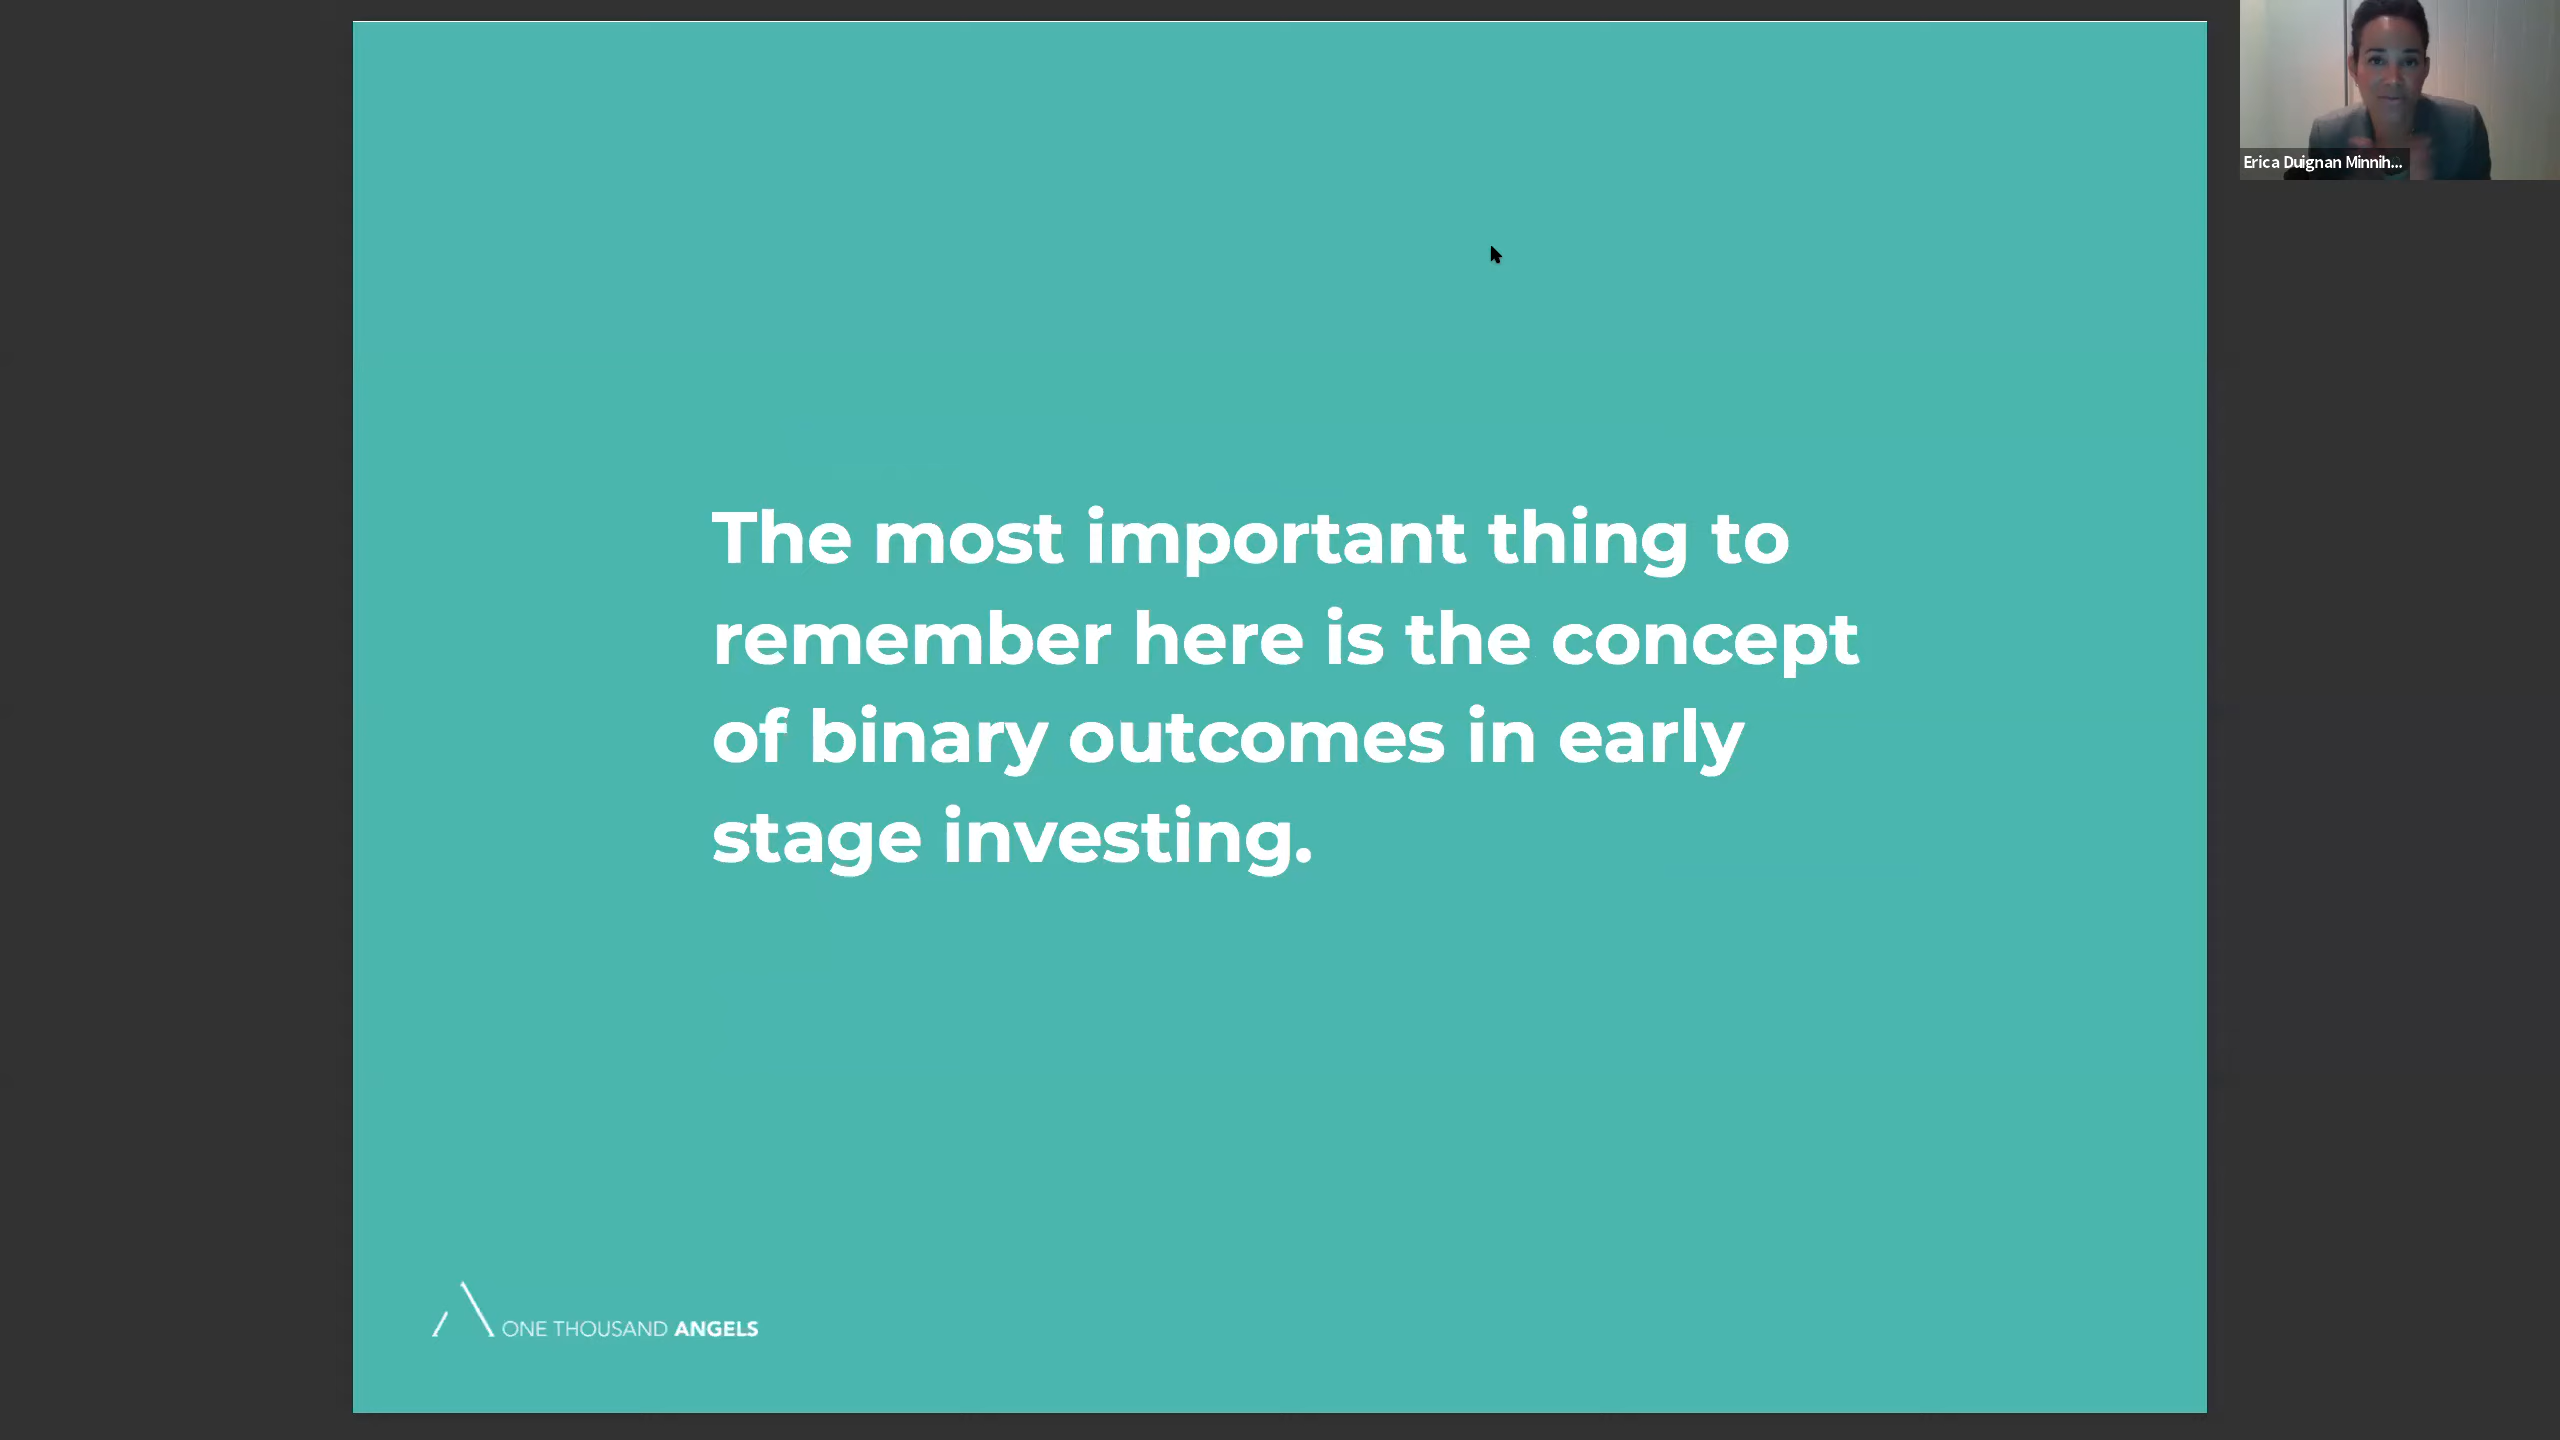 Erica Duignan Minnih...
The most important thing to
remember here is the concept
of binary outcomes in early
stage investing.
ONE THOUSAND ANGELS